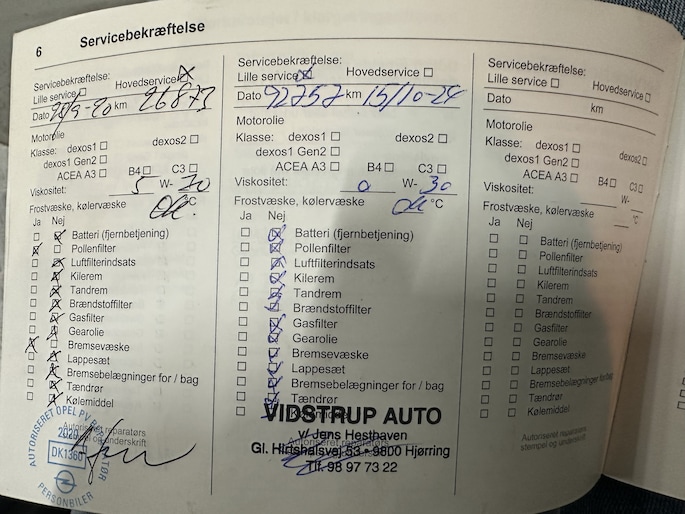 6 Servicebekræftelse
Servicebekræftelse:
Lille service ☐ Hovedservice ☒
Dato 25/9-20 km 26873
Motorolie
Klasse: dexos1 ☐ dexos2 ☐
dexos1 Gen2 ☐
ACEA A3 ☐ B4 ☐ C3 ☐
Viskositet: 5 W- 30
Frostvæske, kølervæske OK. °C
Ja Nej
☐ ☒ Batteri (fjernbetjening)
☒ ☐ Pollenfilter
☐ ☒ Luftfilterindsats
☐ ☒ Kilerem
☐ ☒ Tandrem
☐ ☒ Brændstoffilter
☐ ☒ Gasfilter
☐ ☒ Gearolie
☒ ☐ Bremsevæske
☐ ☒ Lappesæt
☐ ☒ Bremsebelægninger for / bag
☐ ☒ Tændrør
☐ ☒ Kølemiddel
Autoriseret reparatørs
stempel og underskrift
AUTORISERET OPEL REPARATØR
2020
DK1360
PERSONBILER
Servicebekræftelse:
Lille service ☒ Hovedservice ☐
Dato 92757 km 15/10-24
Motorolie
Klasse: dexos1 ☐ dexos2 ☐
dexos1 Gen2 ☐
ACEA A3 ☐ B4 ☐ C3 ☐
Viskositet: 0 W- 30
Frostvæske, kølervæske OK °C
Ja Nej
☐ ☒ Batteri (fjernbetjening)
☐ ☒ Pollenfilter
☐ ☒ Luftfilterindsats
☐ ☒ Kilerem
☐ ☒ Tandrem
☐ ☒ Brændstoffilter
☐ ☒ Gasfilter
☐ ☒ Gearolie
☐ ☒ Bremsevæske
☐ ☒ Lappesæt
☐ ☒ Bremsebelægninger for / bag
☐ ☒ Tændrør
VIDSTRUP AUTO
v/ Jens Hesthaven
Gl. Hirtshalsvej 53 • 9800 Hjørring
Tlf. 98 97 73 22
Servicebekræftelse:
Lille service ☐ Hovedservice ☐
Dato km
Motorolie
Klasse: dexos1 ☐ dexos2 ☐
dexos1 Gen2 ☐
ACEA A3 ☐ B4 ☐ C3 ☐
Viskositet: W-
Frostvæske, kølervæske °C
Ja Nej
☐ ☐ Batteri (fjernbetjening)
☐ ☐ Pollenfilter
☐ ☐ Luftfilterindsats
☐ ☐ Kilerem
☐ ☐ Tandrem
☐ ☐ Brændstoffilter
☐ ☐ Gasfilter
☐ ☐ Gearolie
☐ ☐ Bremsevæske
☐ ☐ Lappesæt
☐ ☐ Bremsebelægninger for / bag
☐ ☐ Tændrør
☐ ☐ Kølemiddel
Autoriseret reparatørs
stempel og underskrift